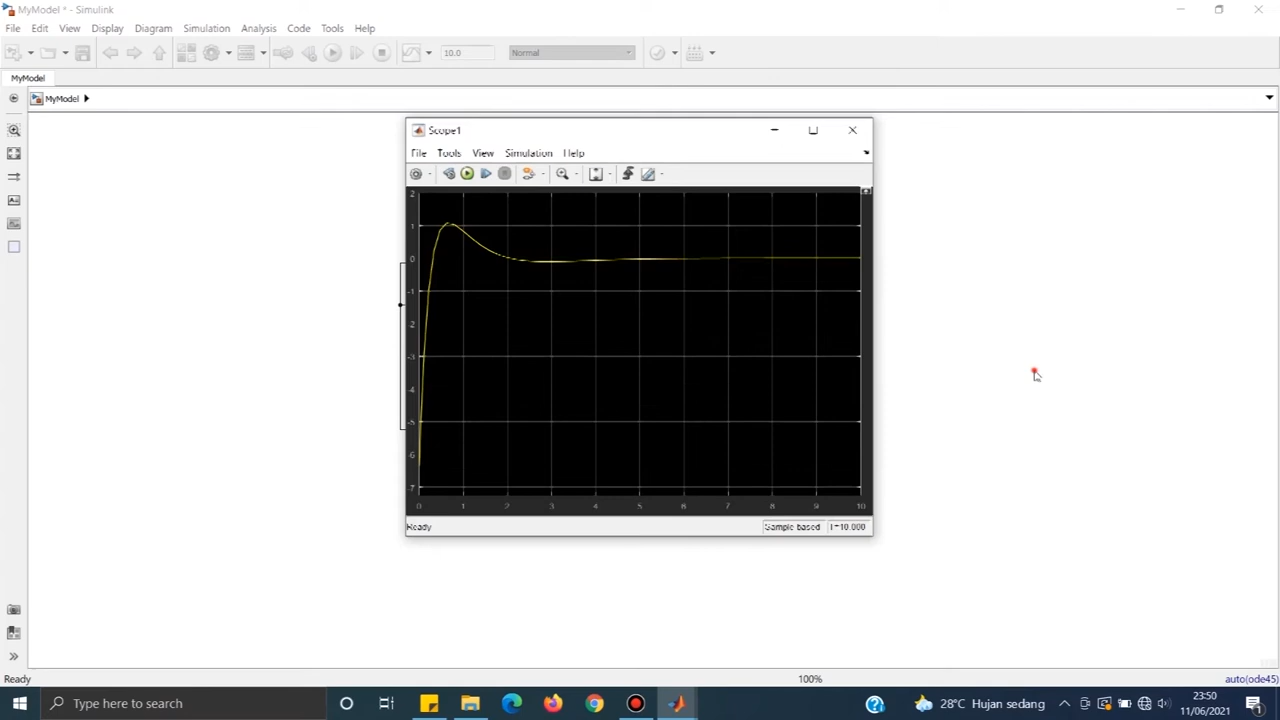 MyModel * - Simulink
File Edit View Display Diagram Simulation Analysis Code Tools Help
10.0 Normal
MyModel
MyModel
Scope1
File Tools View Simulation Help
2
1
0
-1
-2
-3
-4
-5
-6
-7
0 1 2 3 4 5 6 7 8 9 10
Ready Sample based T=10.000
Ready 100% auto(ode45)
Type here to search
28°C Hujan sedang
23:50
11/06/2021